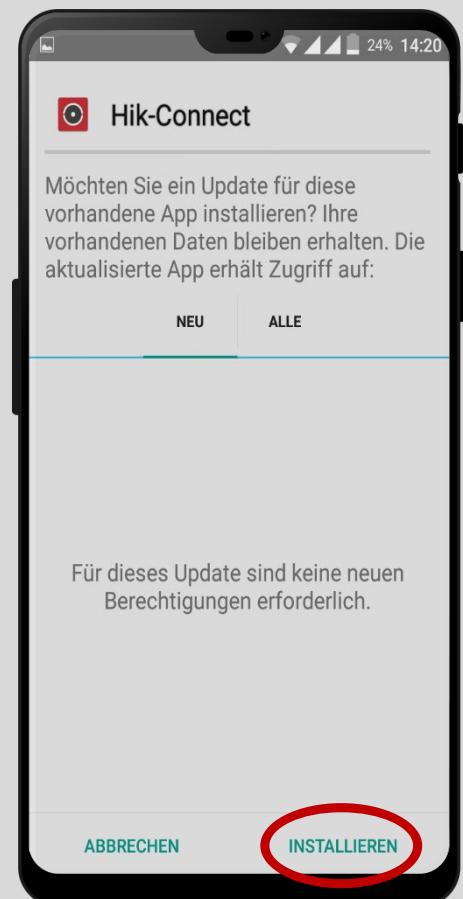 24% 14:20
Hik-Connect
Möchten Sie ein Update für diese
vorhandene App installieren? Ihre
vorhandenen Daten bleiben erhalten. Die
aktualisierte App erhält Zugriff auf:
NEU ALLE
Für dieses Update sind keine neuen
Berechtigungen erforderlich.
ABBRECHEN INSTALLIEREN